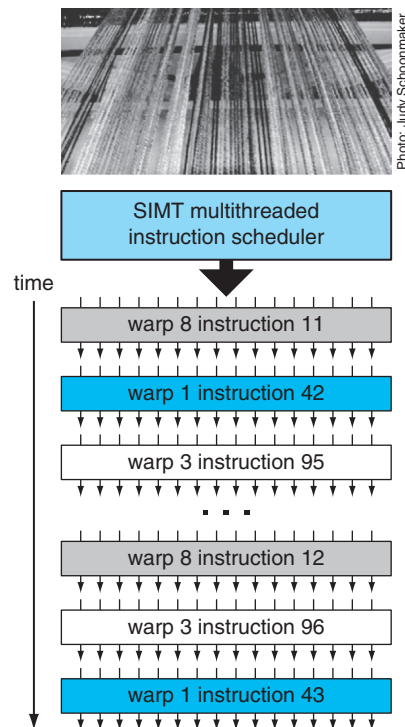 Photo: Judy Schoonmaker
SIMT multithreaded
instruction scheduler
time
warp 8 instruction 11
warp 1 instruction 42
warp 3 instruction 95
. . .
warp 8 instruction 12
warp 3 instruction 96
warp 1 instruction 43